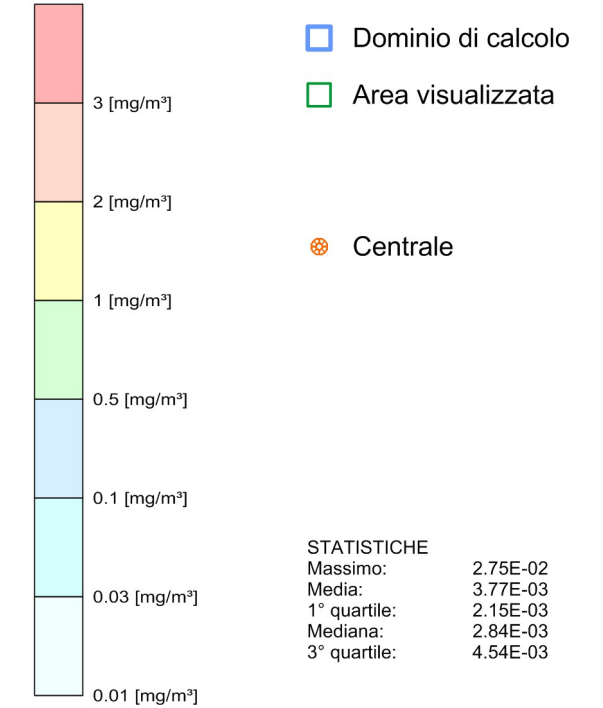 3 [mg/m³]
2 [mg/m³]
1 [mg/m³]
0.5 [mg/m³]
0.1 [mg/m³]
0.03 [mg/m³]
0.01 [mg/m³]
Dominio di calcolo
Area visualizzata
Centrale
STATISTICHE
Massimo: 2.75E-02
Media: 3.77E-03
1° quartile: 2.15E-03
Mediana: 2.84E-03
3° quartile: 4.54E-03